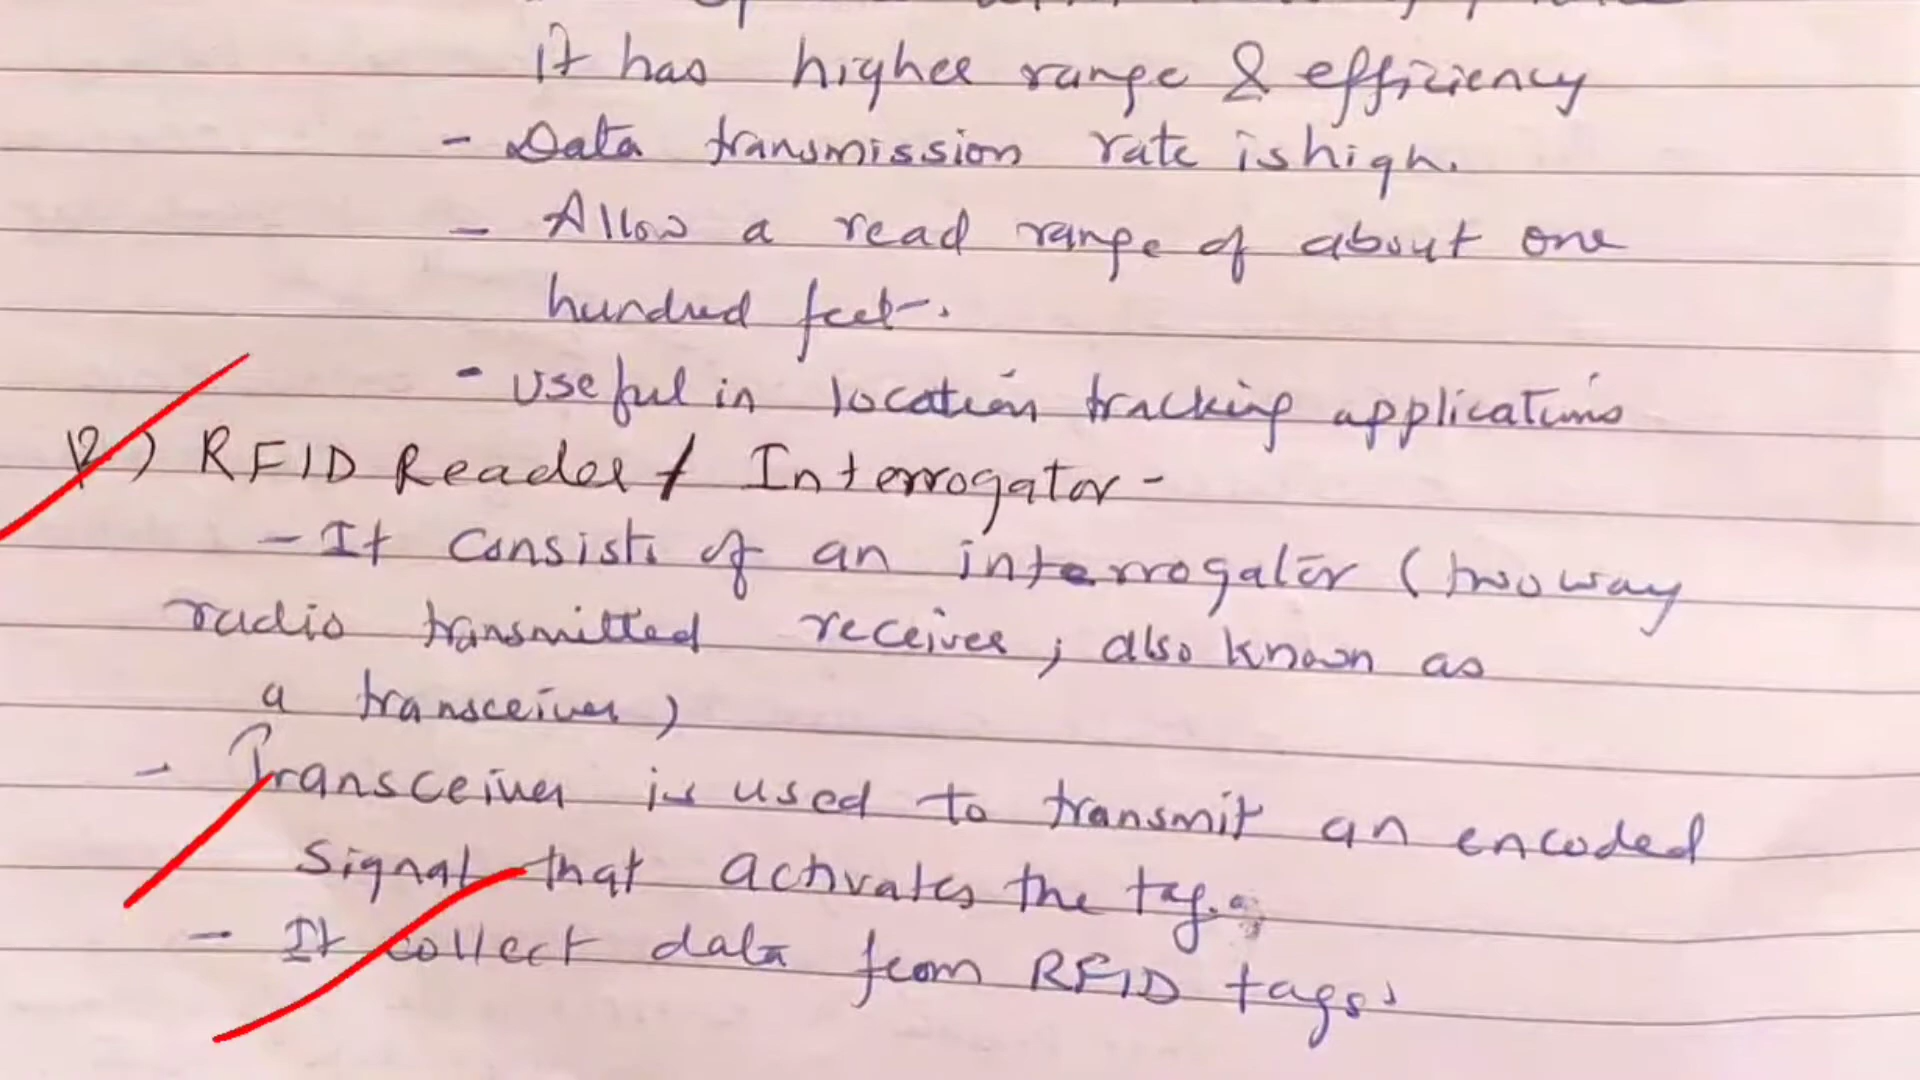 it has higher range & efficiency
- Data transmission rate is high.
- Allow a read range of about one
hundred feet.
- Useful in location tracking applications
2) RFID Reader / Interrogator -
- It consists of an interrogator (two way
radio transmitted receiver; also known as
a transceiver)
- Transceiver is used to transmit an encoded
signal that activates the tag.
- It collect data from RFID tags.